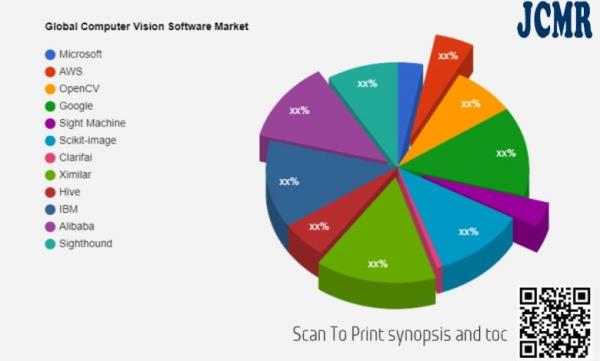 JCMR
Global Computer Vision Software Market
Microsoft
AWS
OpenCV
Google
Sight Machine
Scikit-image
Clarifai
Ximilar
Hive
IBM
Alibaba
Sighthound
xx%
xx%
xx%
xx%
xx%
xx%
xx%
xx%
xx%
Scan To Print synopsis and toc